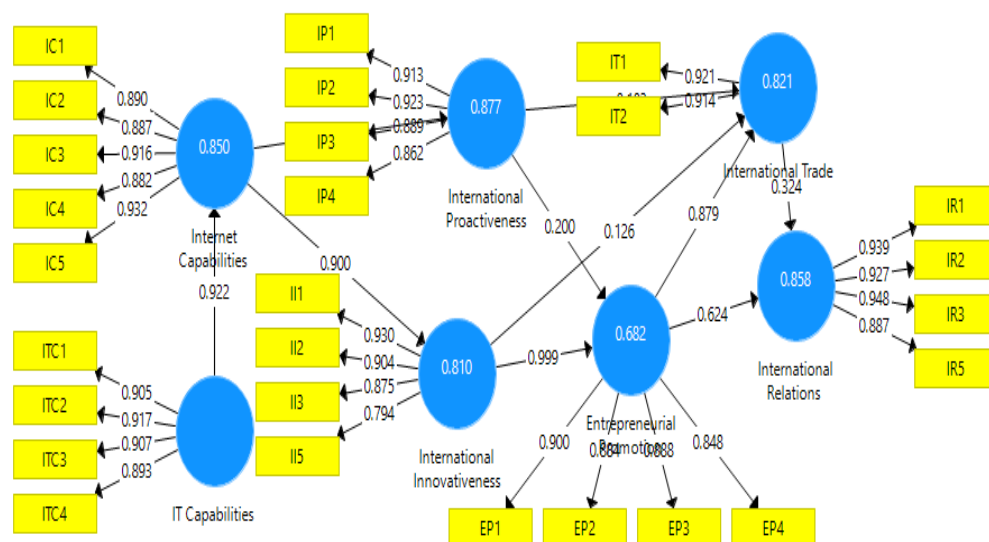 IC1
IC2
IC3
IC4
IC5
0.890
0.887
0.916
0.882
0.932
0.850
Internet
Capabilities
0.922
ITC1
ITC2
ITC3
ITC4
0.905
0.917
0.907
0.893
IT Capabilities
IP1
IP2
IP3
IP4
0.913
0.923
0.889
0.862
0.877
International
Proactiveness
0.900
0.200
II1
II2
II3
II5
0.930
0.904
0.875
0.794
0.810
International
Innovativeness
0.126
0.999
IT1
IT2
0.921
0.914
0.821
International Trade
0.324
0.879
0.682
Entrepreneurial
Promotion
0.624
0.900
0.888
0.848
EP1
EP2
EP3
EP4
0.858
International
Relations
0.939
0.927
0.948
0.887
IR1
IR2
IR3
IR5